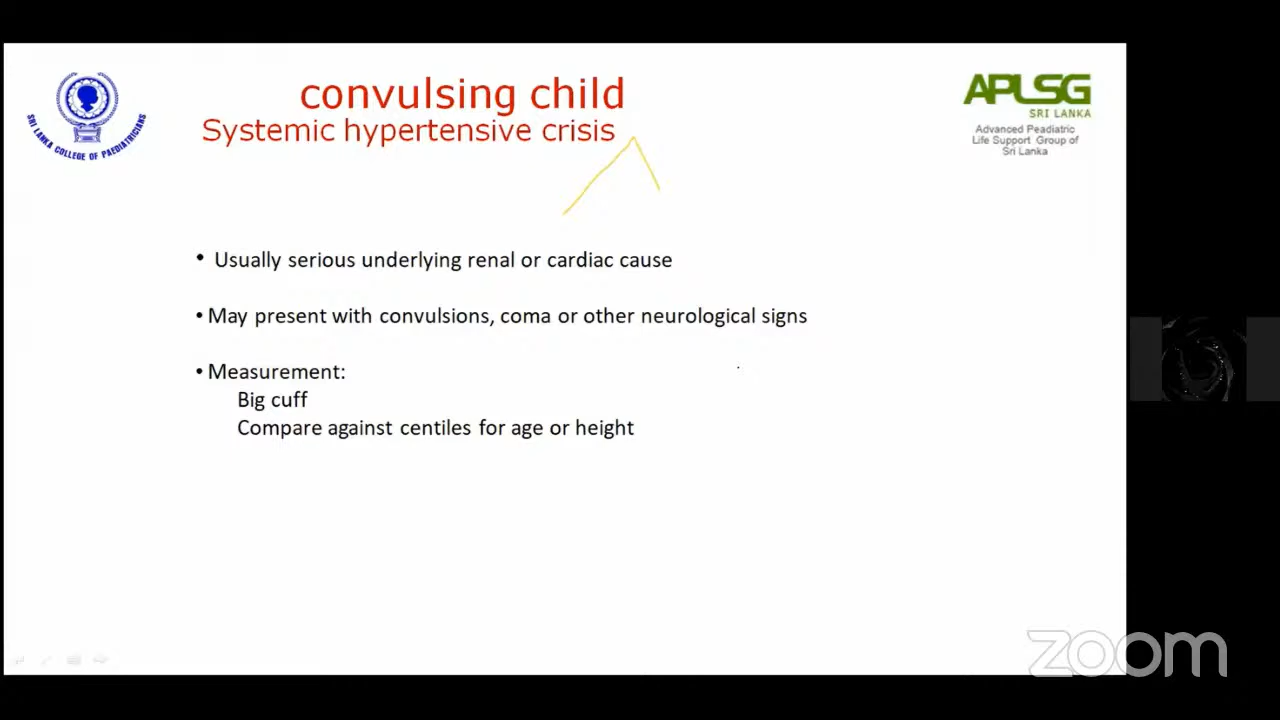 convulsing child
Systemic hypertensive crisis
SRI LANKA COLLEGE OF PAEDIATRICIANS
APLSG
SRI LANKA
Advanced Peadiatric
Life Support Group of
Sri Lanka
• Usually serious underlying renal or cardiac cause
• May present with convulsions, coma or other neurological signs
• Measurement:
Big cuff
Compare against centiles for age or height
zoom